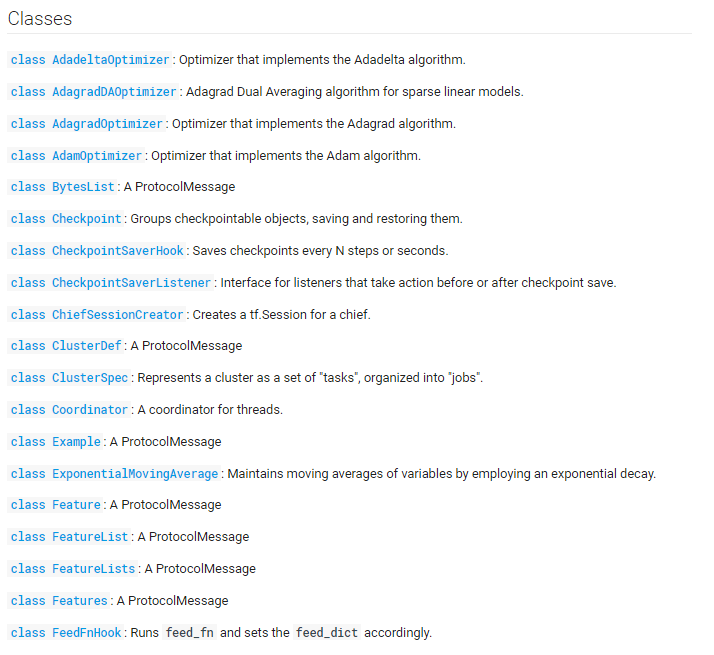 Classes
class AdadeltaOptimizer: Optimizer that implements the Adadelta algorithm.
class AdagradDAOptimizer: Adagrad Dual Averaging algorithm for sparse linear models.
class AdagradOptimizer: Optimizer that implements the Adagrad algorithm.
class AdamOptimizer: Optimizer that implements the Adam algorithm.
class BytesList: A ProtocolMessage
class Checkpoint: Groups checkpointable objects, saving and restoring them.
class CheckpointSaverHook: Saves checkpoints every N steps or seconds.
class CheckpointSaverListener: Interface for listeners that take action before or after checkpoint save.
class ChiefSessionCreator: Creates a tf.Session for a chief.
class ClusterDef: A ProtocolMessage
class ClusterSpec: Represents a cluster as a set of "tasks", organized into "jobs".
class Coordinator: A coordinator for threads.
class Example: A ProtocolMessage
class ExponentialMovingAverage: Maintains moving averages of variables by employing an exponential decay.
class Feature: A ProtocolMessage
class FeatureList: A ProtocolMessage
class FeatureLists: A ProtocolMessage
class Features: A ProtocolMessage
class FeedFnHook: Runs feed_fn and sets the feed_dict accordingly.